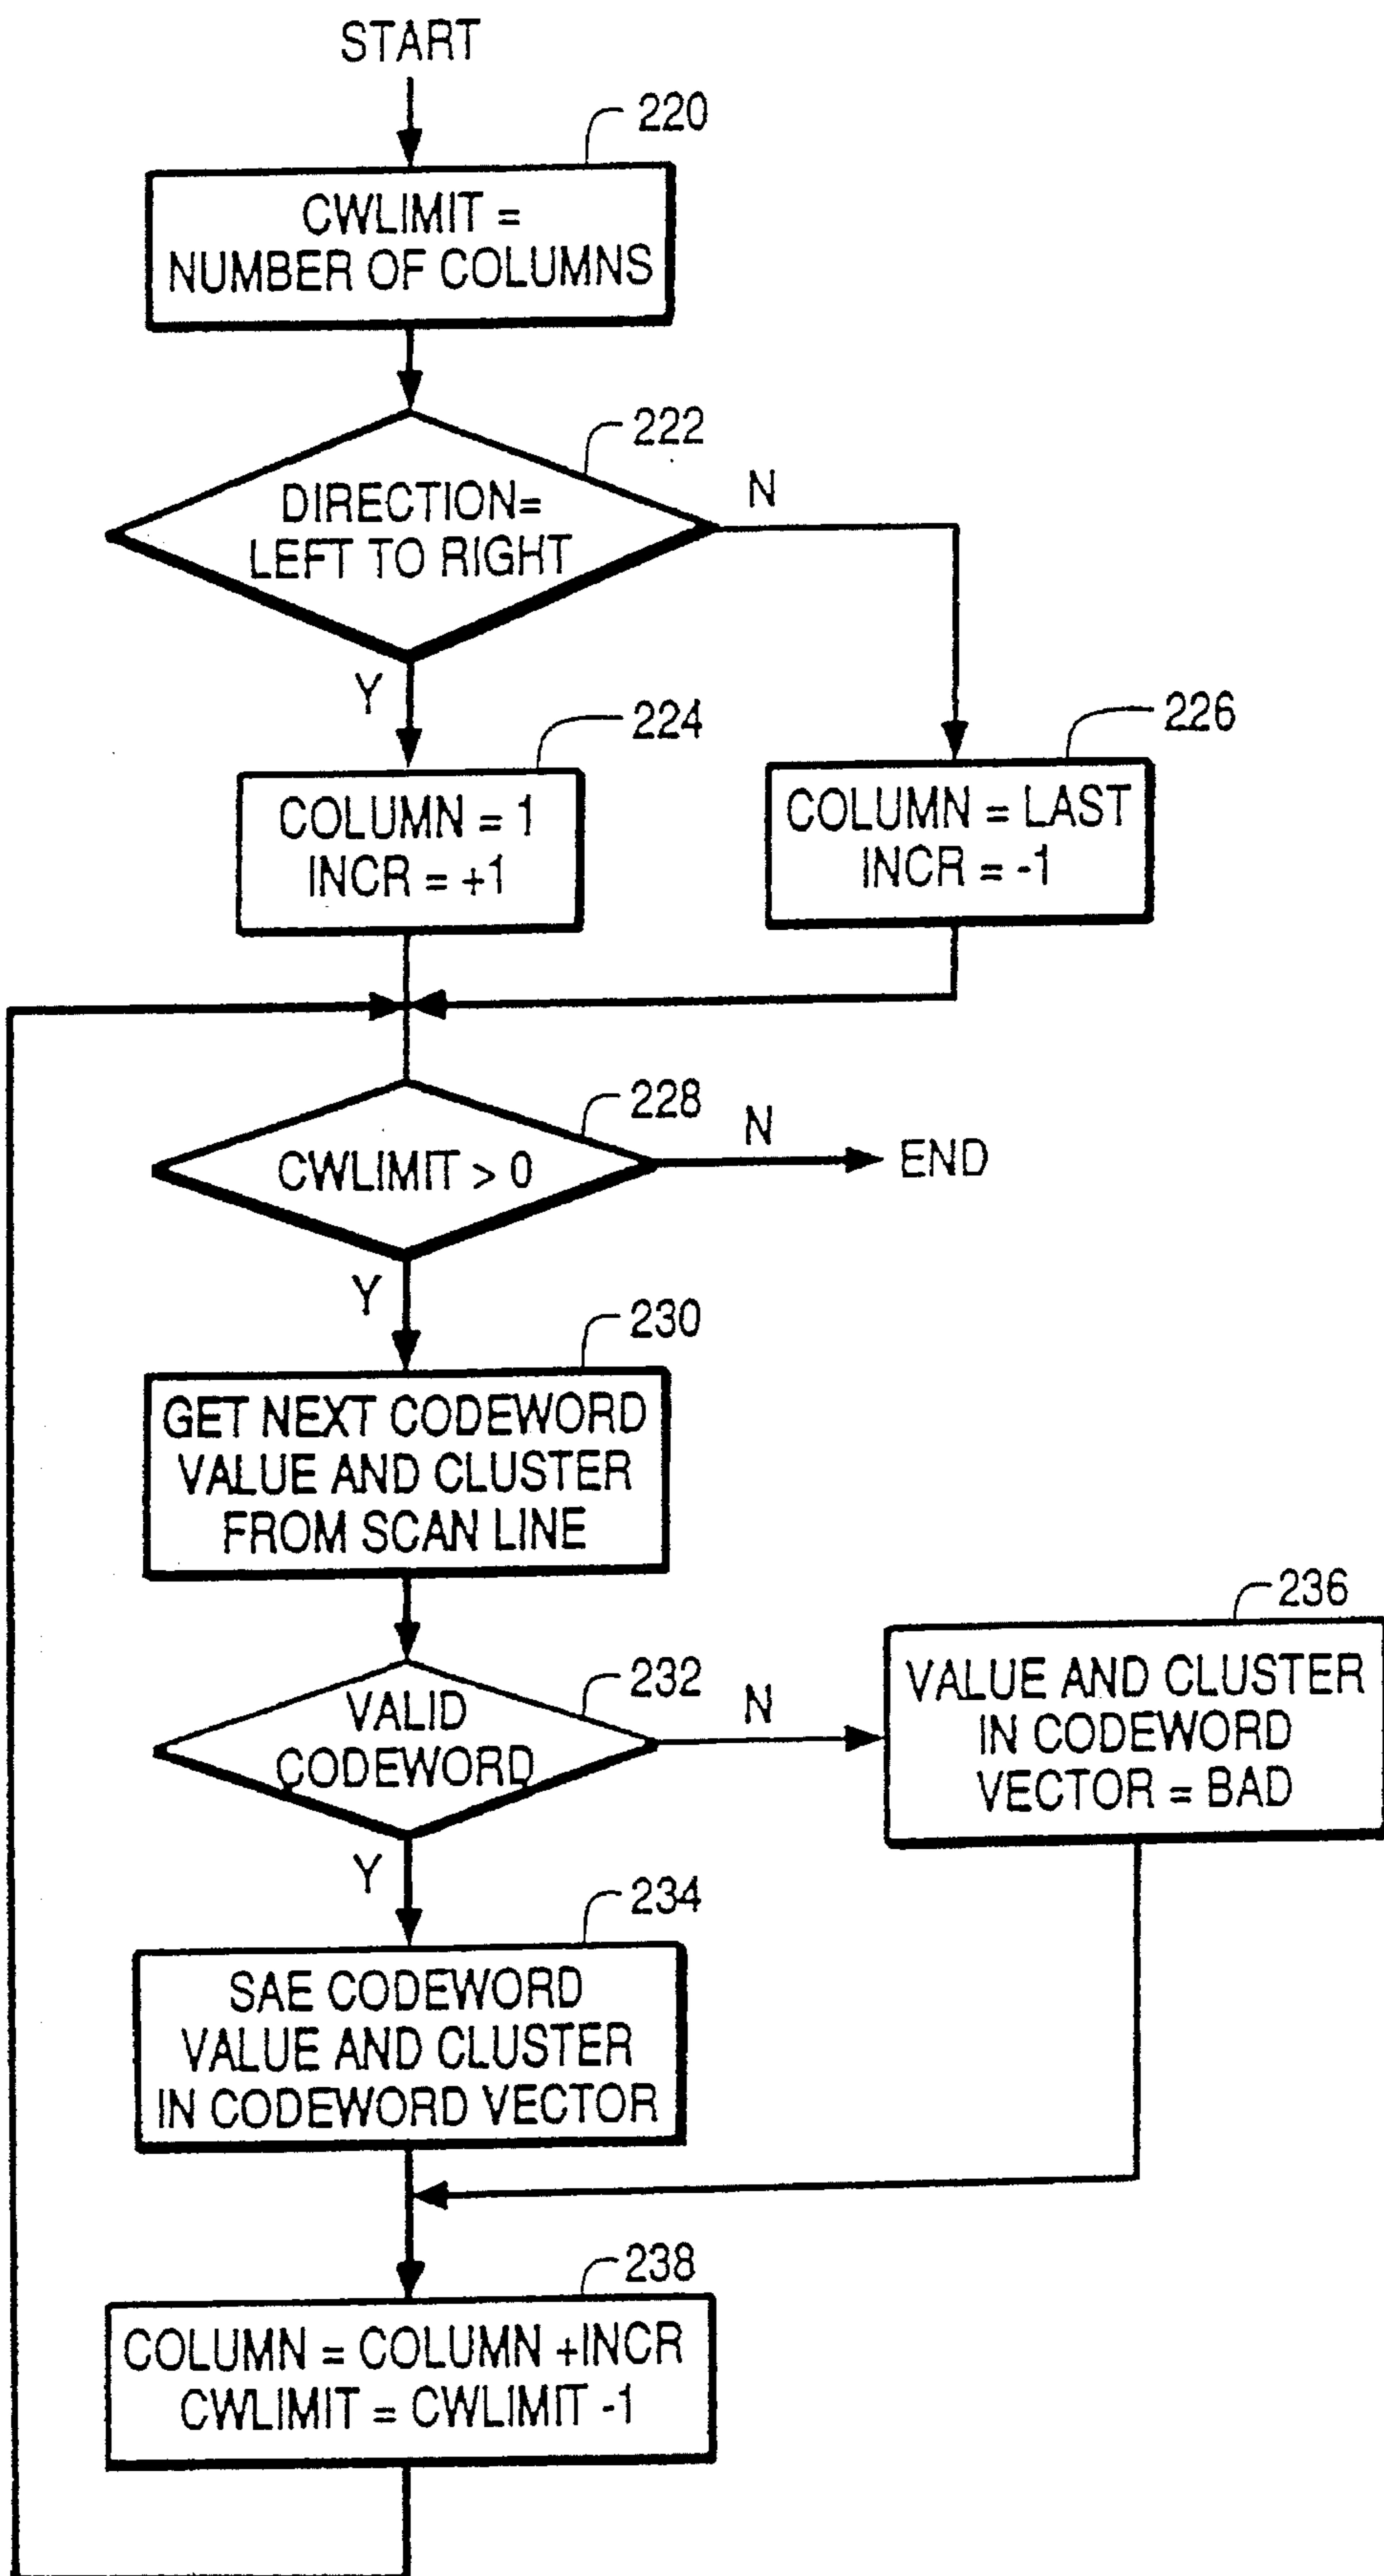 START
220
CWLIMIT =
NUMBER OF COLUMNS
222
DIRECTION=
LEFT TO RIGHT
N
Y
224
COLUMN = 1
INCR = +1
226
COLUMN = LAST
INCR = -1
228
CWLIMIT > 0
N
END
Y
230
GET NEXT CODEWORD
VALUE AND CLUSTER
FROM SCAN LINE
232
VALID
CODEWORD
N
236
VALUE AND CLUSTER
IN CODEWORD
VECTOR = BAD
Y
234
SAE CODEWORD
VALUE AND CLUSTER
IN CODEWORD VECTOR
238
COLUMN = COLUMN +INCR
CWLIMIT = CWLIMIT -1